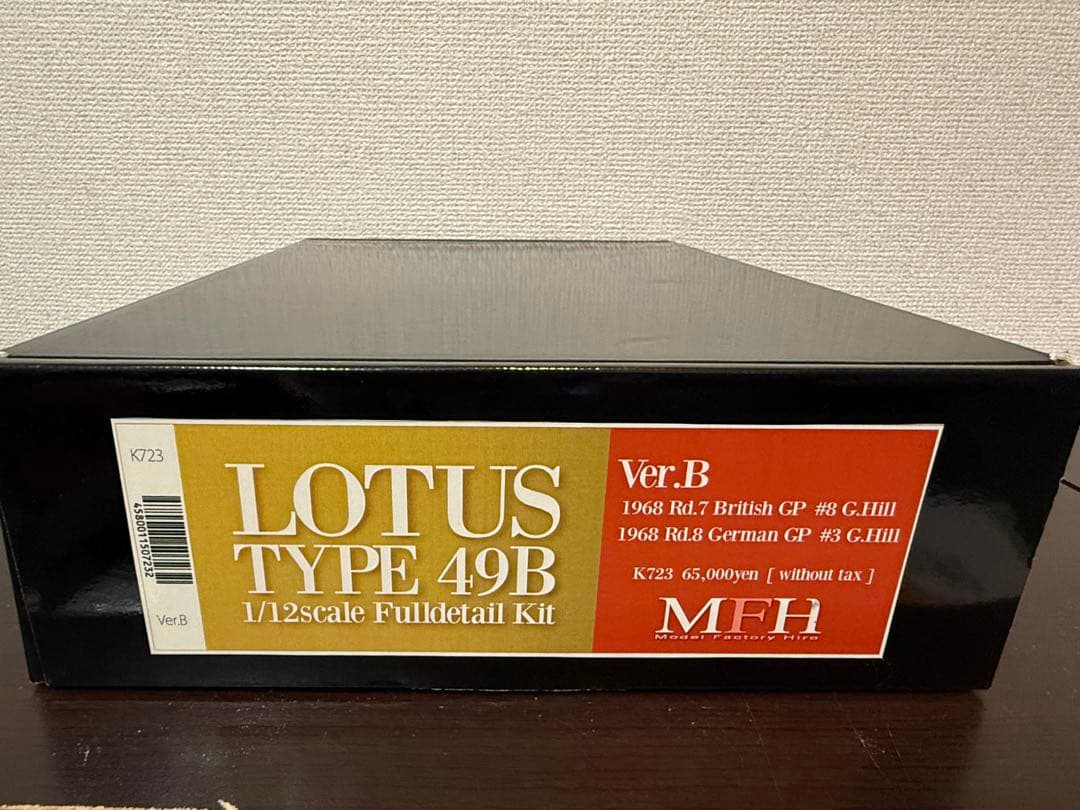 K723
4580011507232
Ver.B
LOTUS
TYPE 49B
1/12scale Fulldetail Kit
Ver.B
1968 Rd.7 British GP #8 G.Hill
1968 Rd.8 German GP #3 G.Hill
K723 65,000yen [ without tax ]
MFH
Model Factory Hiro